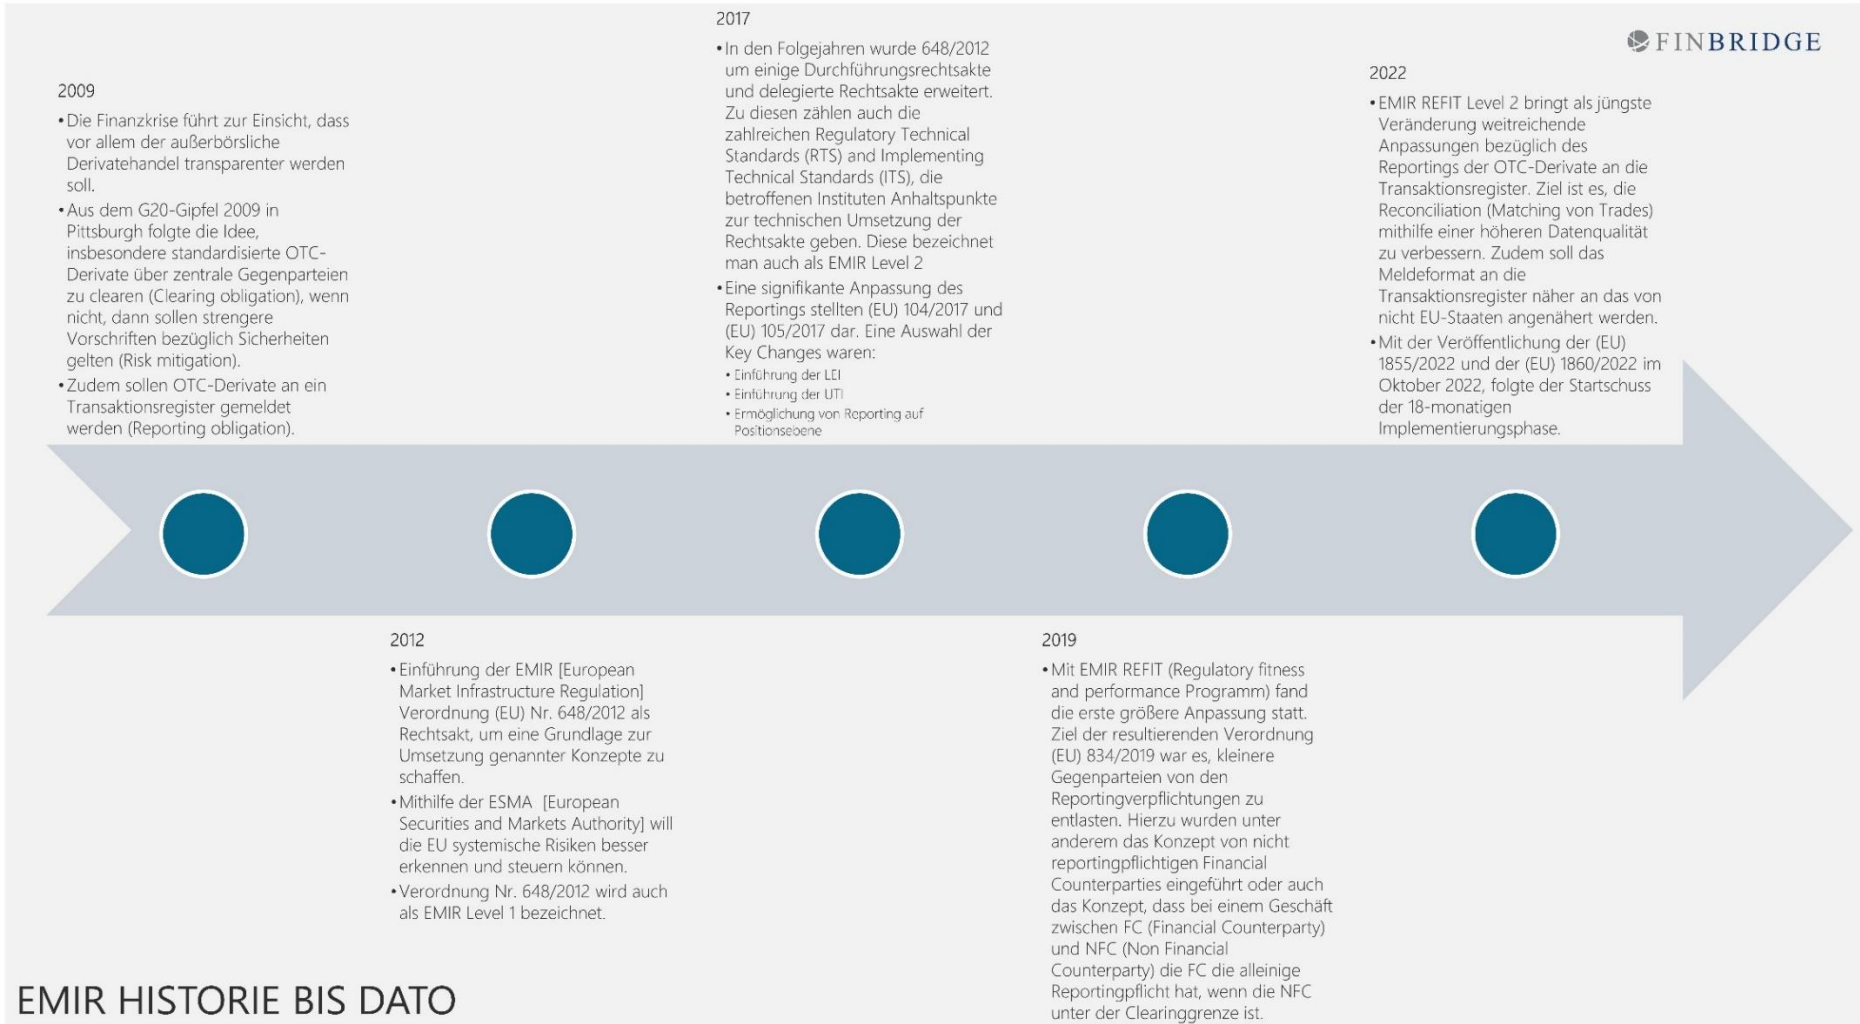 FINBRIDGE
2009
•Die Finanzkrise führt zur Einsicht, dass
vor allem der außerbörsliche
Derivatehandel transparenter werden
soll.
•Aus dem G20-Gipfel 2009 in
Pittsburgh folgte die Idee,
insbesondere standardisierte OTC-
Derivate über zentrale Gegenparteien
zu clearen (Clearing obligation), wenn
nicht, dann sollen strengere
Vorschriften bezüglich Sicherheiten
gelten (Risk mitigation).
•Zudem sollen OTC-Derivate an ein
Transaktionsregister gemeldet
werden (Reporting obligation).
2012
•Einführung der EMIR [European
Market Infrastructure Regulation]
Verordnung (EU) Nr. 648/2012 als
Rechtsakt, um eine Grundlage zur
Umsetzung genannter Konzepte zu
schaffen.
•Mithilfe der ESMA [European
Securities and Markets Authority] will
die EU systemische Risiken besser
erkennen und steuern können.
•Verordnung Nr. 648/2012 wird auch
als EMIR Level 1 bezeichnet.
2017
•In den Folgejahren wurde 648/2012
um einige Durchführungsrechtsakte
und delegierte Rechtsakte erweitert.
Zu diesen zählen auch die
zahlreichen Regulatory Technical
Standards (RTS) and Implementing
Technical Standards (ITS), die
betroffenen Instituten Anhaltspunkte
zur technischen Umsetzung der
Rechtsakte geben. Diese bezeichnet
man auch als EMIR Level 2
•Eine signifikante Anpassung des
Reportings stellten (EU) 104/2017 und
(EU) 105/2017 dar. Eine Auswahl der
Key Changes waren:
• Einführung der LEI
• Einführung der UTI
• Ermöglichung von Reporting auf
Positionsebene
2019
•Mit EMIR REFIT (Regulatory fitness
and performance Programm) fand
die erste größere Anpassung statt.
Ziel der resultierenden Verordnung
(EU) 834/2019 war es, kleinere
Gegenparteien von den
Reportingverpflichtungen zu
entlasten. Hierzu wurden unter
anderem das Konzept von nicht
reportingpflichtigen Financial
Counterparties eingeführt oder auch
das Konzept, dass bei einem Geschäft
zwischen FC (Financial Counterparty)
und NFC (Non Financial
Counterparty) die FC die alleinige
Reportingpflicht hat, wenn die NFC
unter der Clearinggrenze ist.
2022
•EMIR REFIT Level 2 bringt als jüngste
Veränderung weitreichende
Anpassungen bezüglich des
Reportings der OTC-Derivate an die
Transaktionsregister. Ziel ist es, die
Reconciliation (Matching von Trades)
mithilfe einer höheren Datenqualität
zu verbessern. Zudem soll das
Meldeformat an die
Transaktionsregister näher an das von
nicht EU-Staaten angenähert werden.
•Mit der Veröffentlichung der (EU)
1855/2022 und der (EU) 1860/2022 im
Oktober 2022, folgte der Startschuss
der 18-monatigen
Implementierungsphase.
EMIR HISTORIE BIS DATO